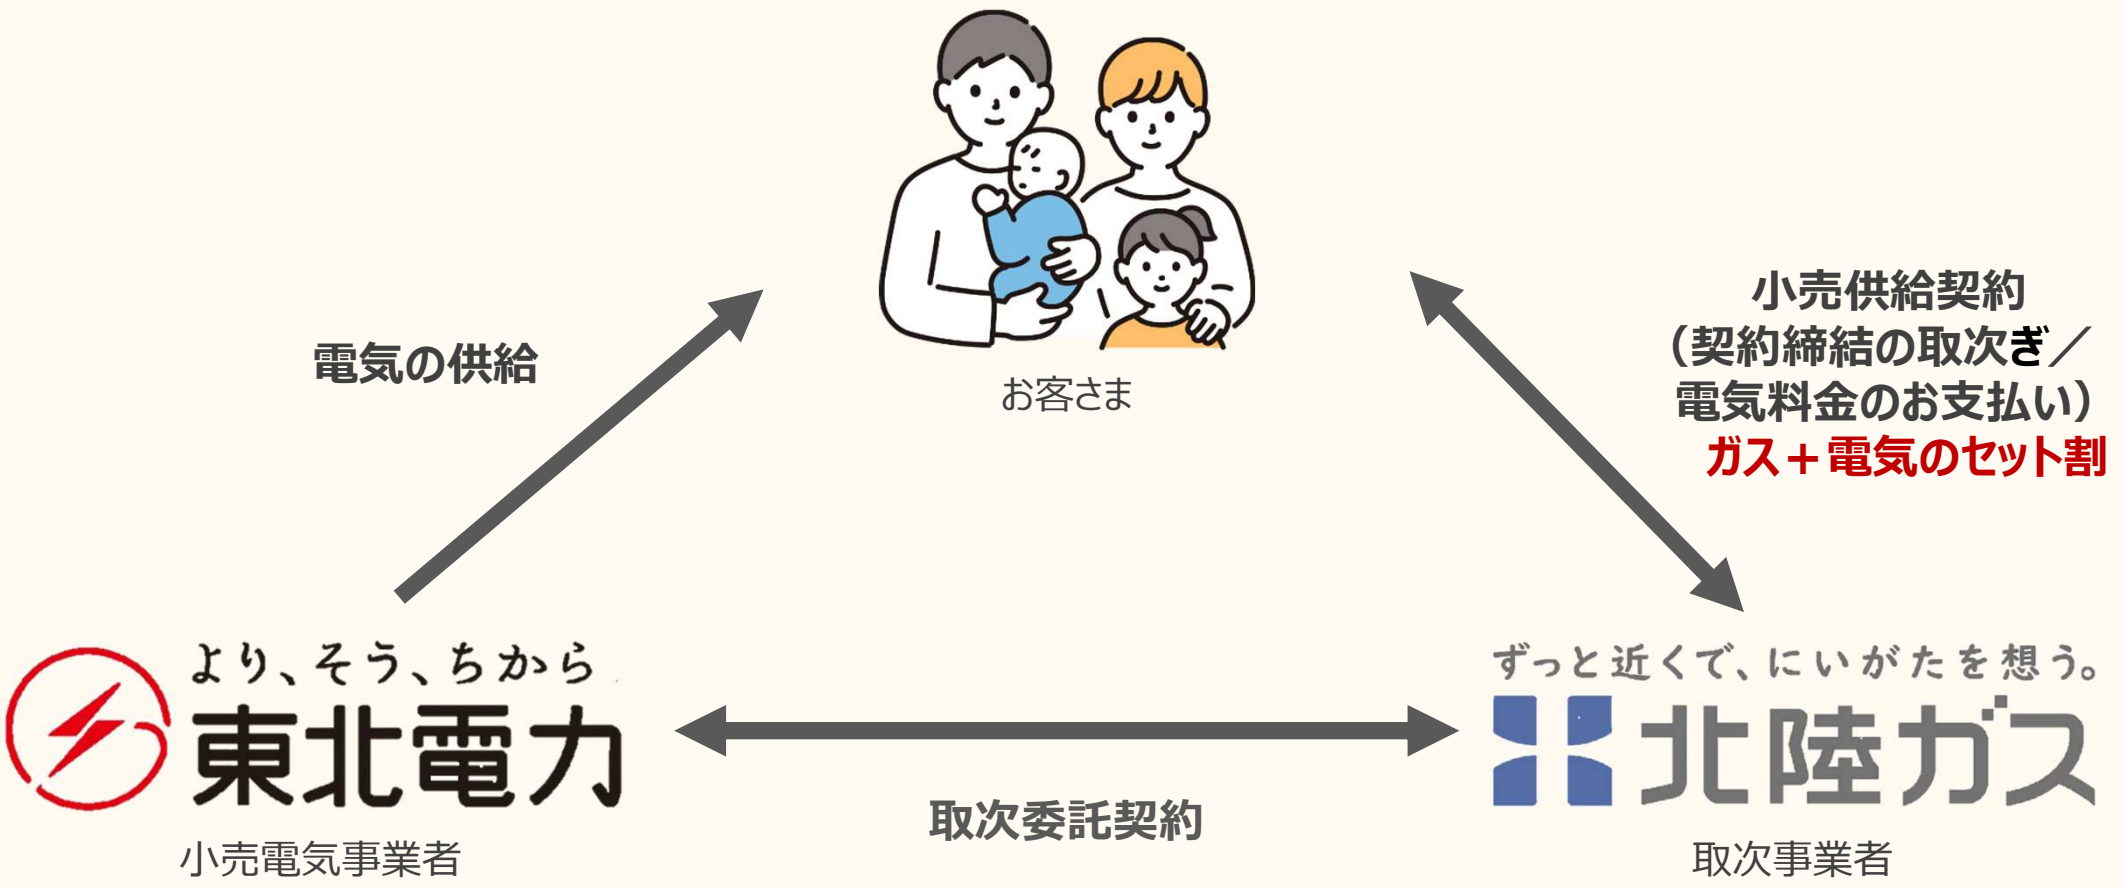 お客さま
電気の供給
小売供給契約
（契約締結の取次ぎ／
電気料金のお支払い）
ガス＋電気のセット割
より、そう、ちから
東北電力
小売電気事業者
取次委託契約
ずっと近くで、にいがたを想う。
北陸ガス
取次事業者